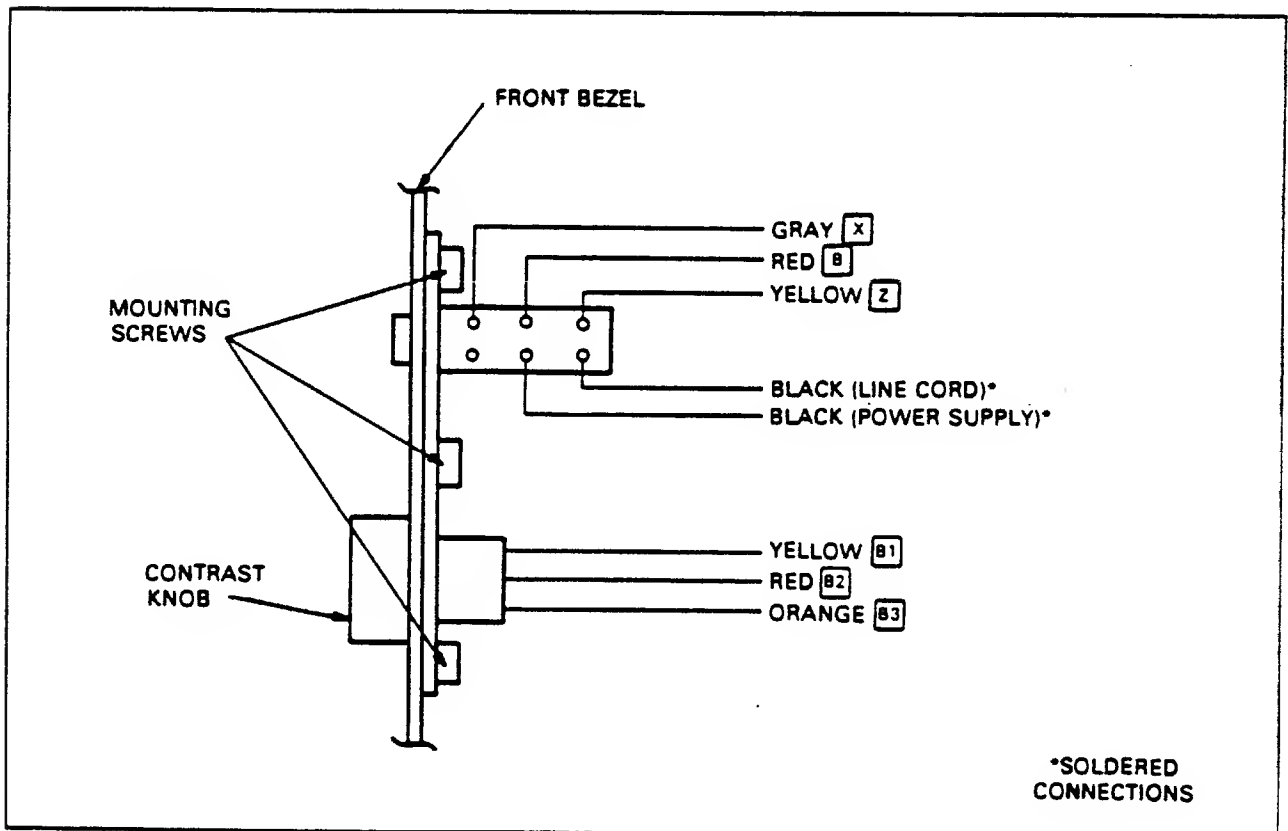 FRONT BEZEL
GRAY X
RED B
YELLOW Z
MOUNTING
SCREWS
BLACK (LINE CORD)*
BLACK (POWER SUPPLY)*
YELLOW B1
RED B2
ORANGE B3
CONTRAST
KNOB
*SOLDERED
CONNECTIONS